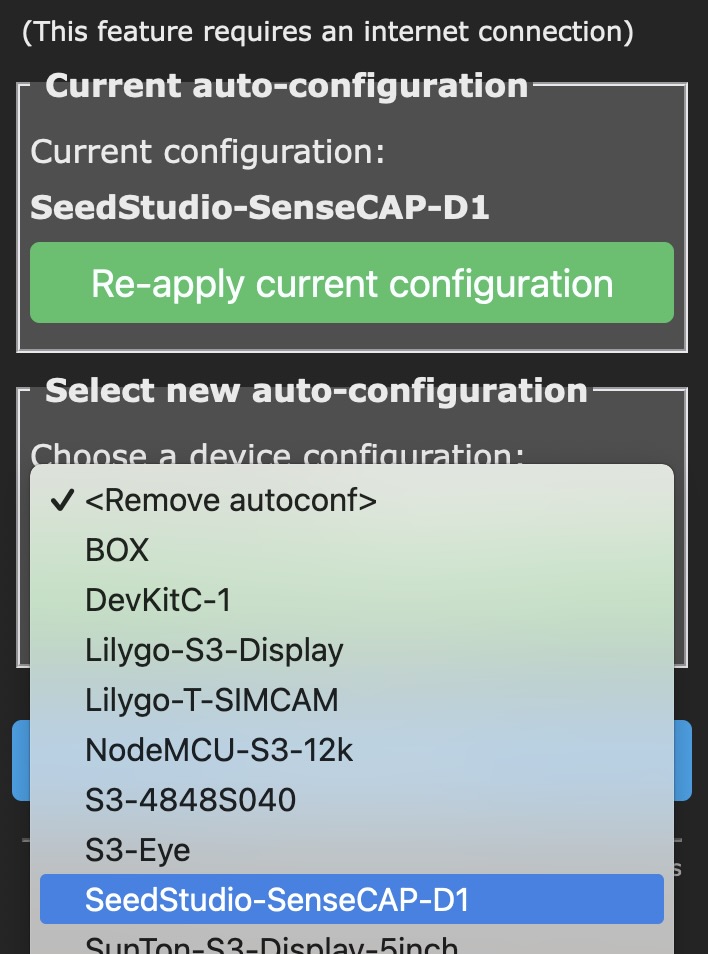 (This feature requires an internet connection)
Current auto-configuration
Current configuration:
SeedStudio-SenseCAP-D1
Re-apply current configuration
Select new auto-configuration
Choose a device configuration:
✓ <Remove autoconf>
BOX
DevKitC-1
Lilygo-S3-Display
Lilygo-T-SIMCAM
NodeMCU-S3-12k
S3-4848S040
S3-Eye
s
SeedStudio-SenseCAP-D1
SunTon-S3-Display-5inch